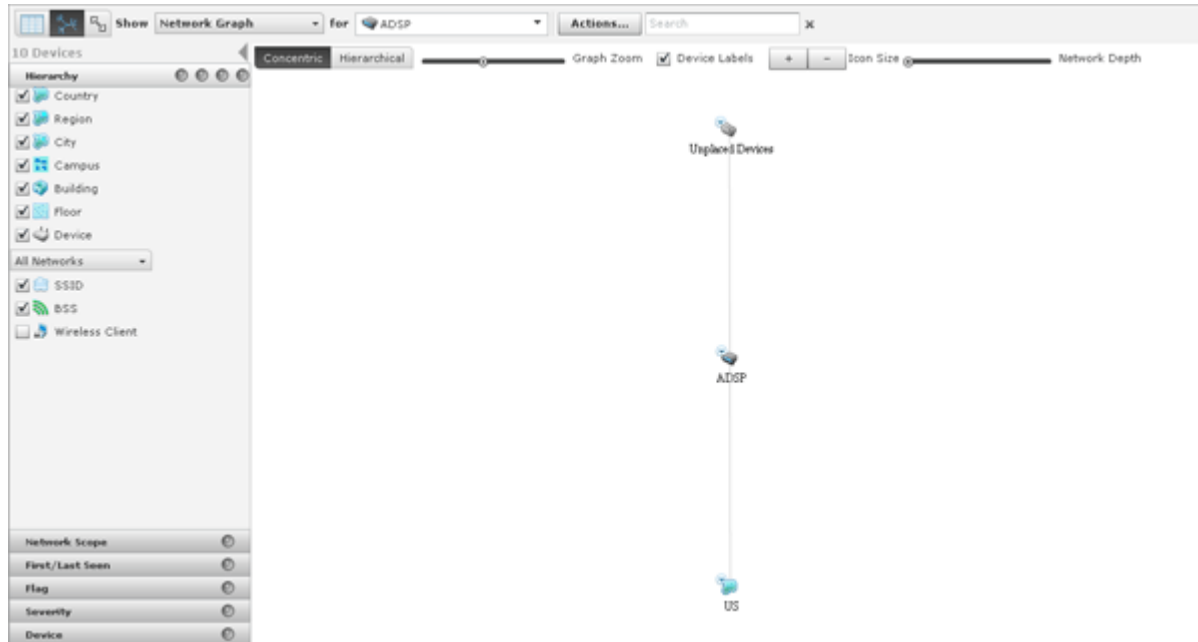 Show Network Graph for ADSP Actions... Search
10 Devices
Concentric Hierarchical Graph Zoom Device Labels + - Icon Size Network Depth
Hierarchy
Country
Region
City
Campus
Building
Floor
Device
All Networks
SSID
BSS
Wireless Client
Network Scope
First/Last Seen
Flag
Severity
Device
Unplaced Devices
ADSP
US